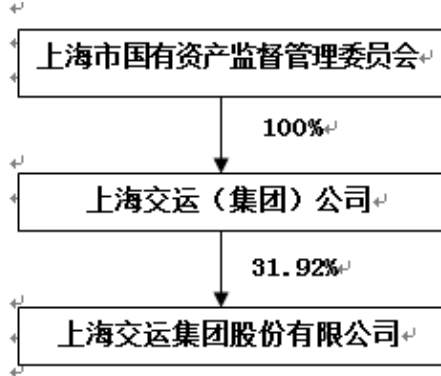 上海市国有资产监督管理委员会
100%
上海交运（集团）公司
31.92%
上海交运集团股份有限公司